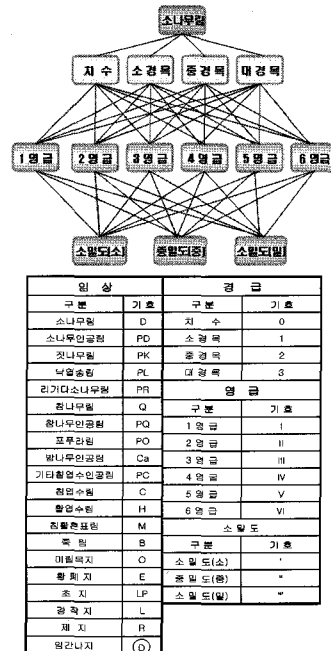 소나무림
치 수 소경목 중경목 대경목
1영급 2영급 3영급 4영급 5영급 6영급
소밀도(소) 중밀도(중) 소밀도(밀)
임 상 경 급
구 분 기 호 구 분 기 호
소나무림 D 치 수 0
소나무인공림 PD 소 경 목 1
잣나무림 PK 중 경 목 2
낙엽송림 PL 대 경 목 3
리기다소나무림 PR 영 급
참나무림 Q 구 분 기 호
참나무인공림 PQ 1 영 급 I
포푸라림 PO 2 영 급 II
밤나무인공림 Ca 3 영 급 III
기타활엽수인공림 PC 4 영 급 IV
침엽수림 C 5 영 급 V
활엽수림 H 6 영 급 VI
침활혼효림 M 소 밀 도
죽 림 B 구 분 기 호
미립목지 O 소 밀 도(소) '
황 폐 지 E 중 밀 도(중) "
초 지 LP 소 밀 도(밀) "'
경 작 지 L
제 지 R
임간나지 D